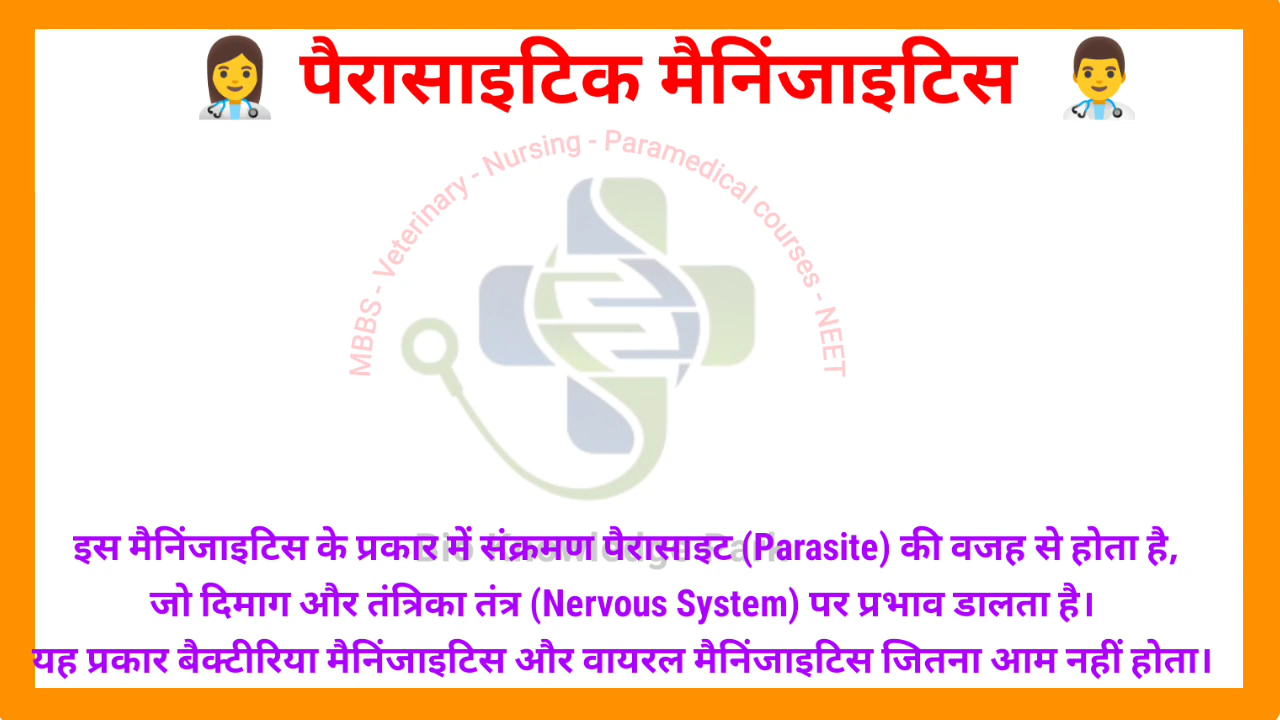 पैरासाइटिक मैनिंजाइटिस
MBBS - Veterinary - Nursing - Paramedical courses - NEET
इस मैनिंजाइटिस के प्रकार में संक्रमण पैरासाइट (Parasite) की वजह से होता है,
जो दिमाग और तंत्रिका तंत्र (Nervous System) पर प्रभाव डालता है।
यह प्रकार बैक्टीरिया मैनिंजाइटिस और वायरल मैनिंजाइटिस जितना आम नहीं होता।